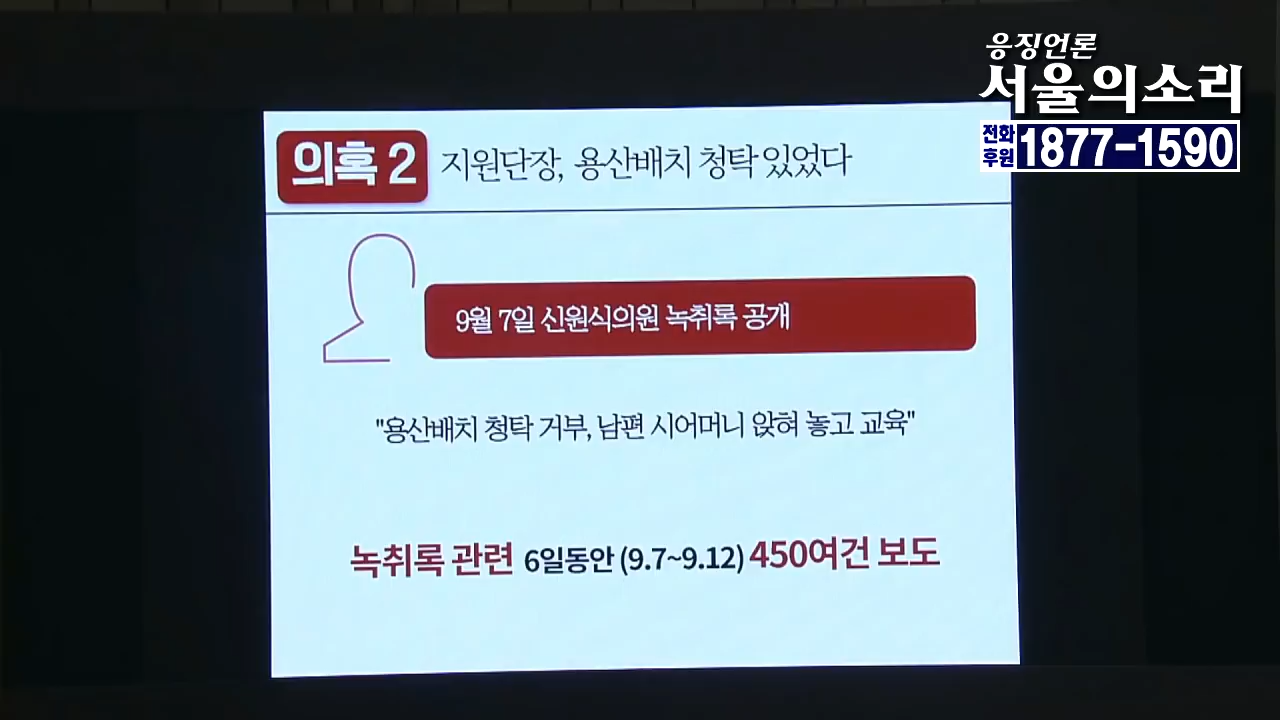 응징언론
서울의소리
전화
후원
1877-1590
의혹 2
지원단장, 용산배치 청탁 있었다
9월 7일 신원식의원 녹취록 공개
"용산배치 청탁 거부, 남편 시어머니 앉혀 놓고 교육"
녹취록 관련 6일동안 (9.7~9.12) 450여건 보도